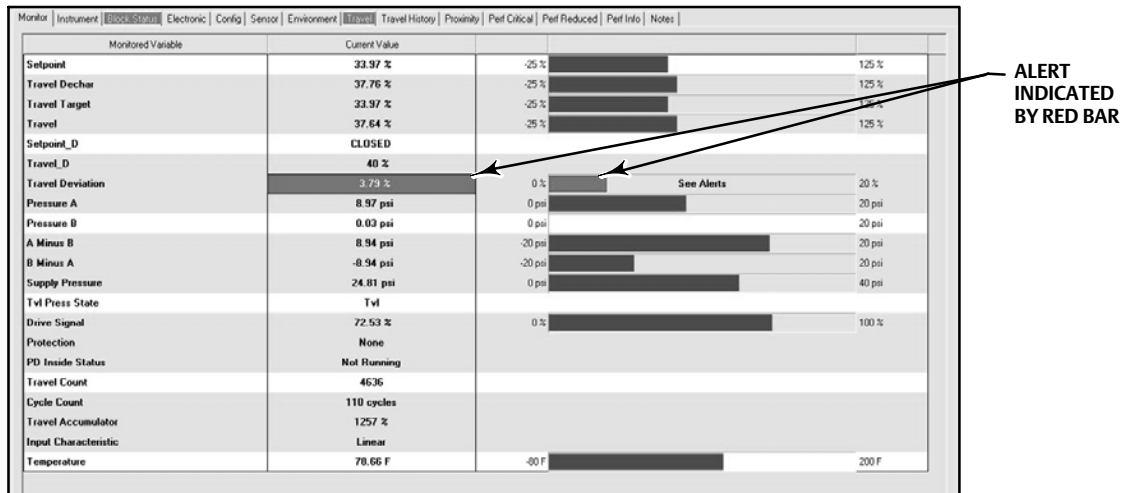 Monitor Instrument Block Status Electronic Config Sensor Environment Travel Travel History Proximity Perf Critical Perf Reduced Perf Info Notes
Monitored Variable Current Value
Setpoint 33.97 % -25 % 125 %
Travel Dechar 37.76 % -25 % 125 %
Travel Target 33.97 % -25 % 125 %
Travel 37.64 % -25 % 125 %
Setpoint_D CLOSED
Travel_D 40 %
Travel Deviation 3.79 % 0 % See Alerts 20 %
Pressure A 8.97 psi 0 psi 20 psi
Pressure B 0.03 psi 0 psi 20 psi
A Minus B 8.94 psi -20 psi 20 psi
B Minus A -8.94 psi -20 psi 20 psi
Supply Pressure 24.81 psi 0 psi 40 psi
Tvl Press State Tvl
Drive Signal 72.53 % 0 % 100 %
Protection None
PD Inside Status Not Running
Travel Count 4636
Cycle Count 110 cycles
Travel Accumulator 1257 %
Input Characteristic Linear
Temperature 78.66 F -80 F 200 F
ALERT
INDICATED
BY RED BAR